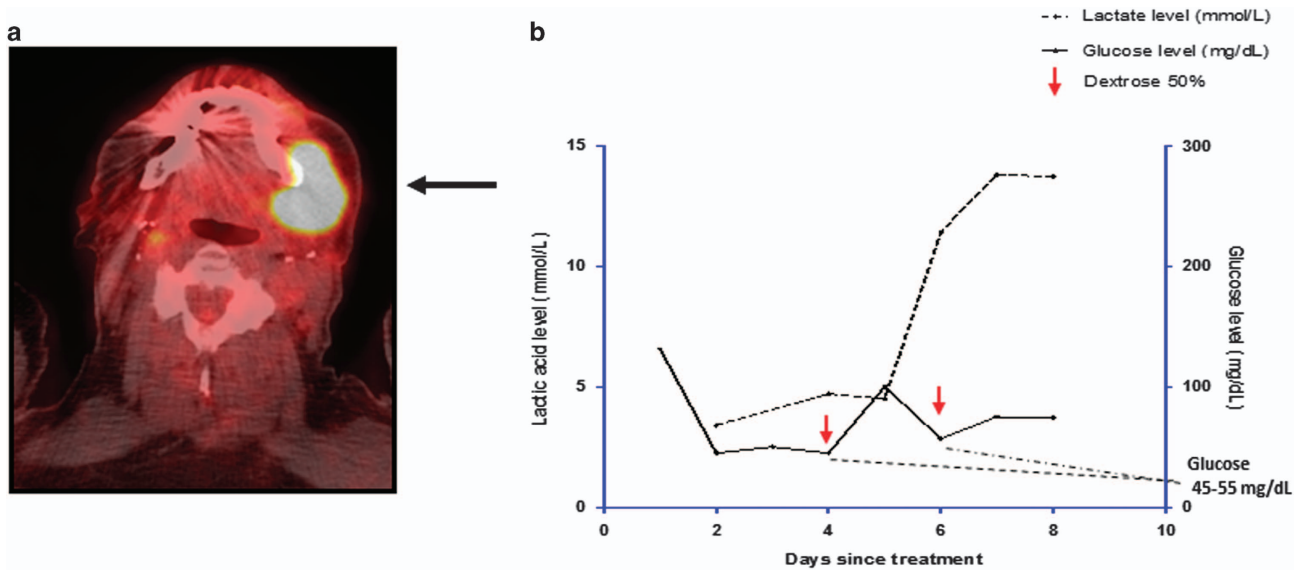 a
b
Lactate level (mmol/L)
Glucose level (mg/dL)
Dextrose 50%
Lactic acid level (mmol/L)
15
10
5
0
300
200
100
0
Glucose level (mg/dL)
Glucose
45-55 mg/dL
0 2 4 6 8 10
Days since treatment